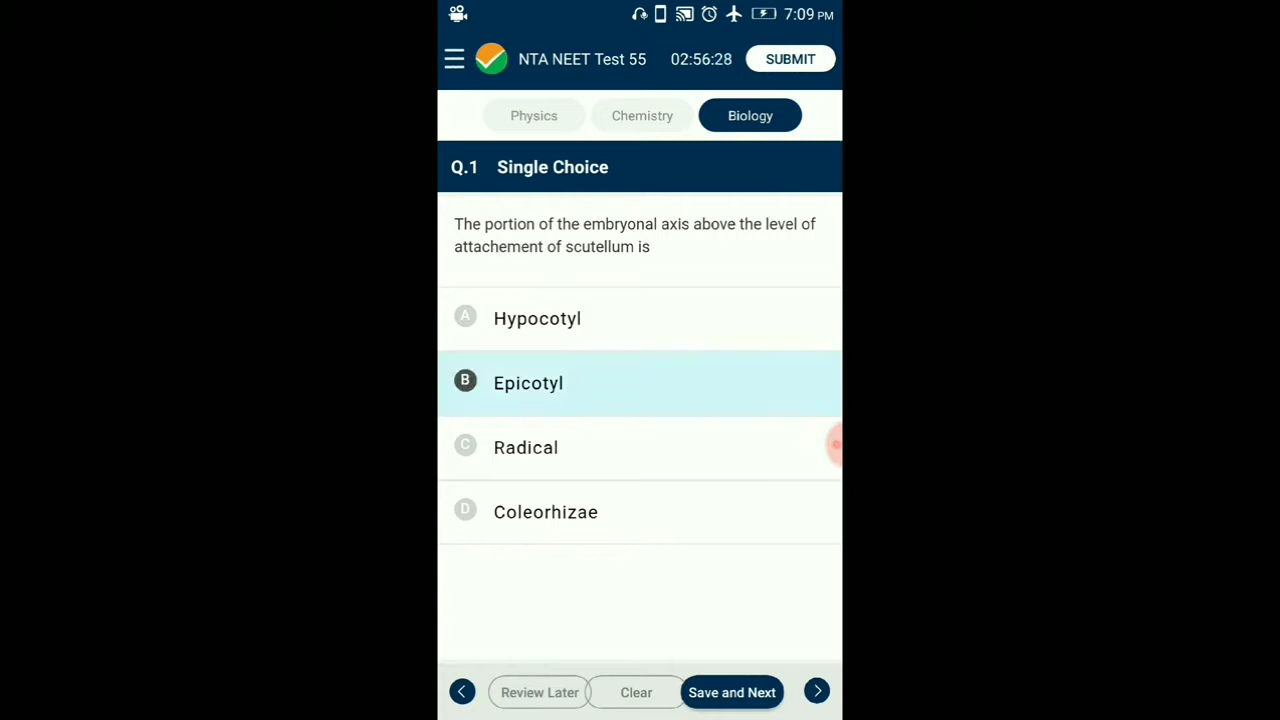 7:09 PM
NTA NEET Test 55 02:56:28 SUBMIT
Physics Chemistry Biology
Q.1 Single Choice
The portion of the embryonal axis above the level of
attachement of scutellum is
A Hypocotyl
B Epicotyl
C Radical
D Coleorhizae
Review Later Clear Save and Next